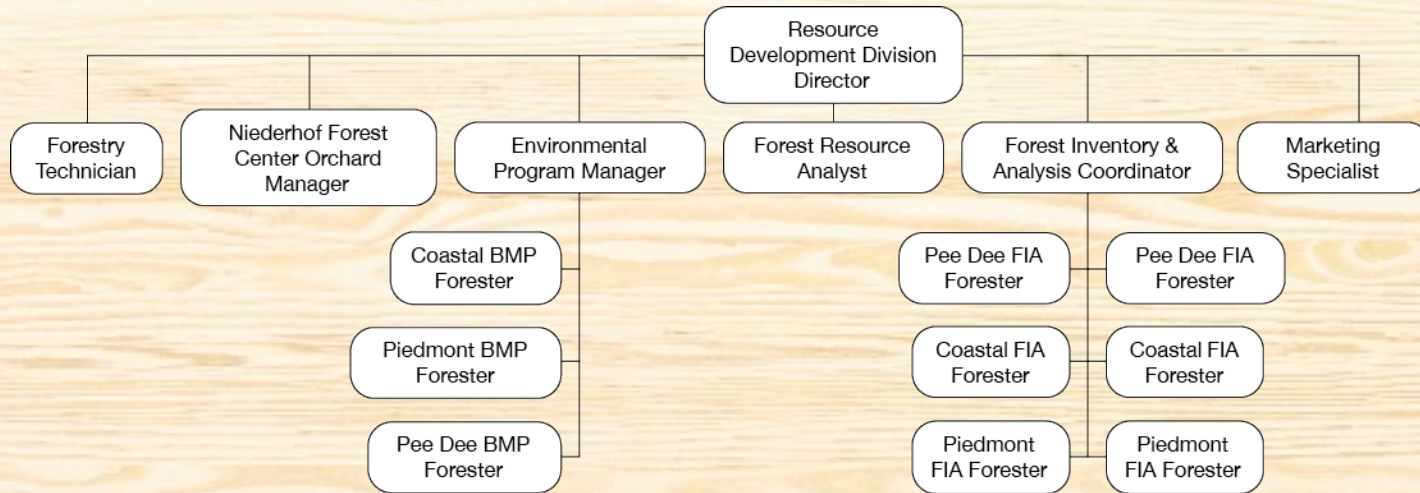 Resource
Development Division
Director
Forestry
Technician
Niederhof Forest
Center Orchard
Manager
Environmental
Program Manager
Forest Resource
Analyst
Forest Inventory &
Analysis Coordinator
Marketing
Specialist
Coastal BMP
Forester
Piedmont BMP
Forester
Pee Dee BMP
Forester
Pee Dee FIA
Forester
Pee Dee FIA
Forester
Coastal FIA
Forester
Coastal FIA
Forester
Piedmont
FIA Forester
Piedmont
FIA Forester